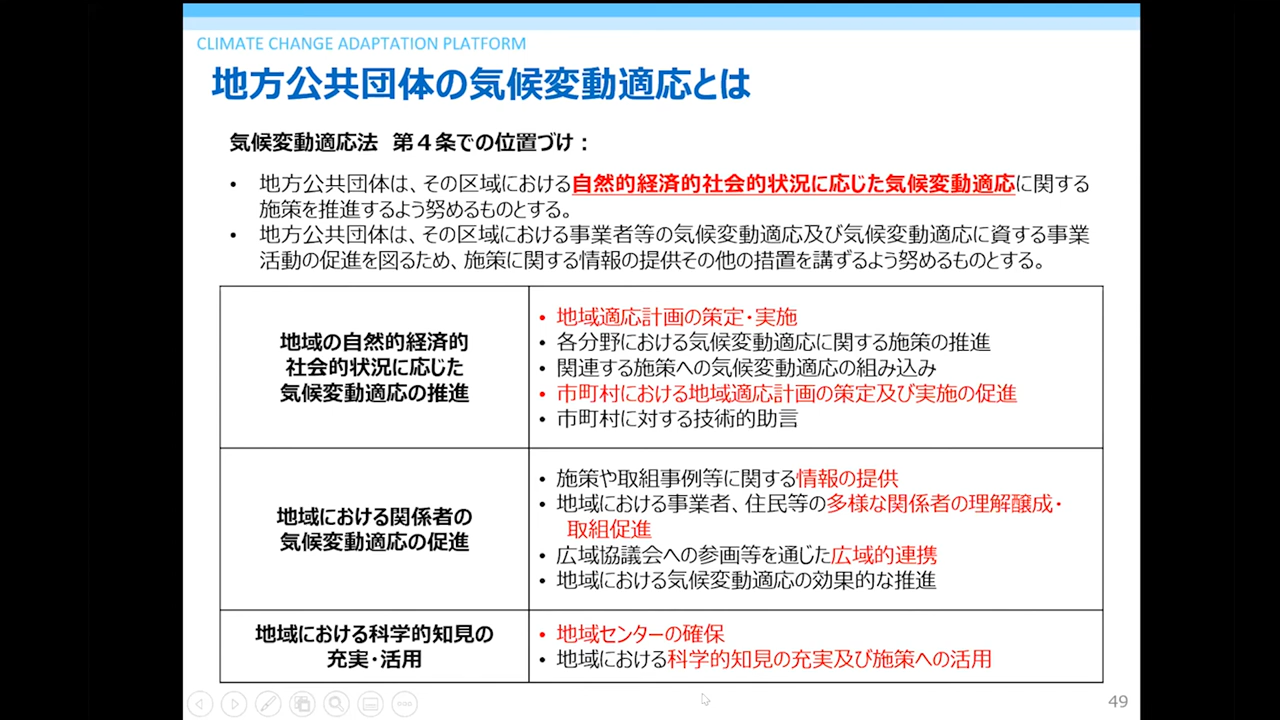 CLIMATE CHANGE ADAPTATION PLATFORM
地方公共団体の気候変動適応とは
気候変動適応法 第４条での位置づけ：
• 地方公共団体は、その区域における自然的経済的社会的状況に応じた気候変動適応に関する
施策を推進するよう努めるものとする。
• 地方公共団体は、その区域における事業者等の気候変動適応及び気候変動適応に資する事業
活動の促進を図るため、施策に関する情報の提供その他の措置を講ずるよう努めるものとする。
地域の自然的経済的
社会的状況に応じた
気候変動適応の推進
• 地域適応計画の策定・実施
• 各分野における気候変動適応に関する施策の推進
• 関連する施策への気候変動適応の組み込み
• 市町村における地域適応計画の策定及び実施の促進
• 市町村に対する技術的助言
地域における関係者の
気候変動適応の促進
• 施策や取組事例等に関する情報の提供
• 地域における事業者、住民等の多様な関係者の理解醸成・
取組促進
• 広域協議会への参画等を通じた広域的連携
• 地域における気候変動適応の効果的な推進
地域における科学的知見の
充実・活用
• 地域センターの確保
• 地域における科学的知見の充実及び施策への活用
49